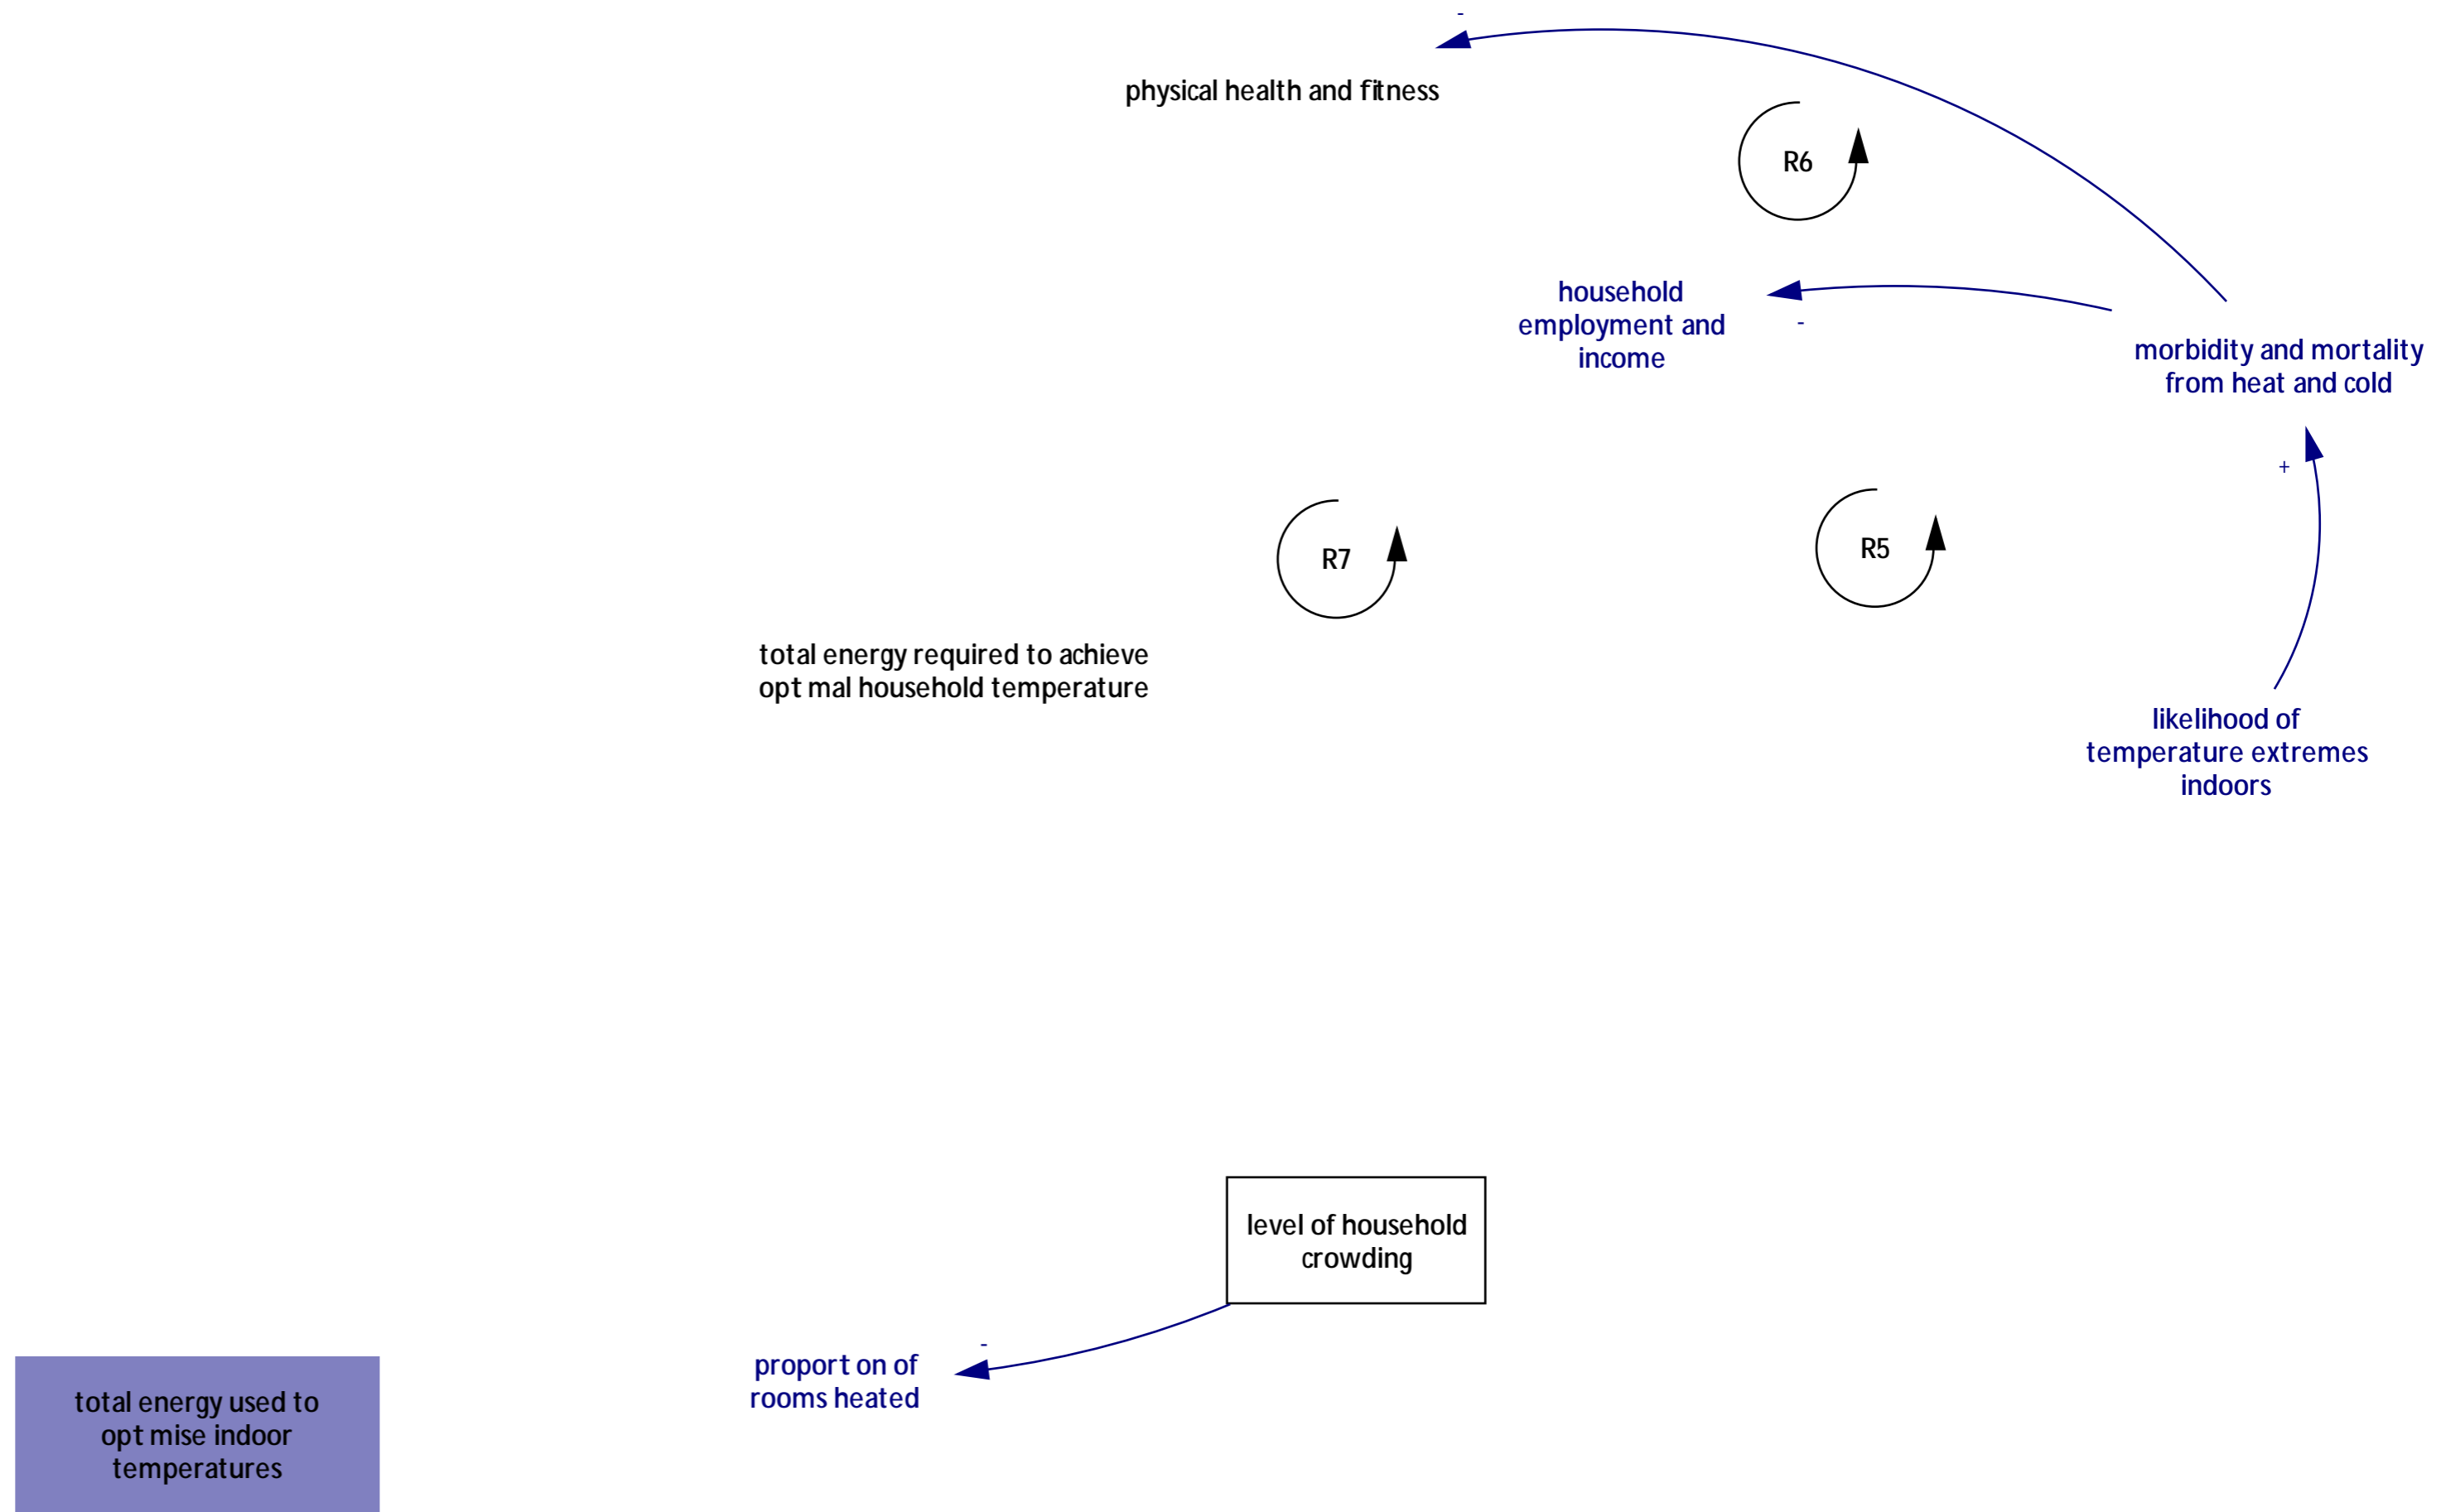 -
physical health and fitness
R6
household
employment and
income
-
morbidity and mortality
from heat and cold
+
R7
R5
total energy required to achieve
opt mal household temperature
likelihood of
temperature extremes
indoors
level of household
crowding
-
proport on of
rooms heated
total energy used to
opt mise indoor
temperatures